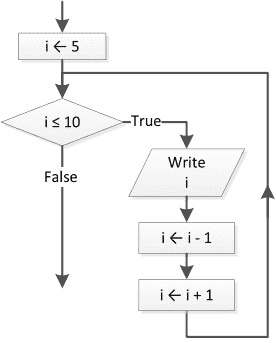 i ← 5
i ≤ 10
True
False
Write
i
i ← i - 1
i ← i + 1